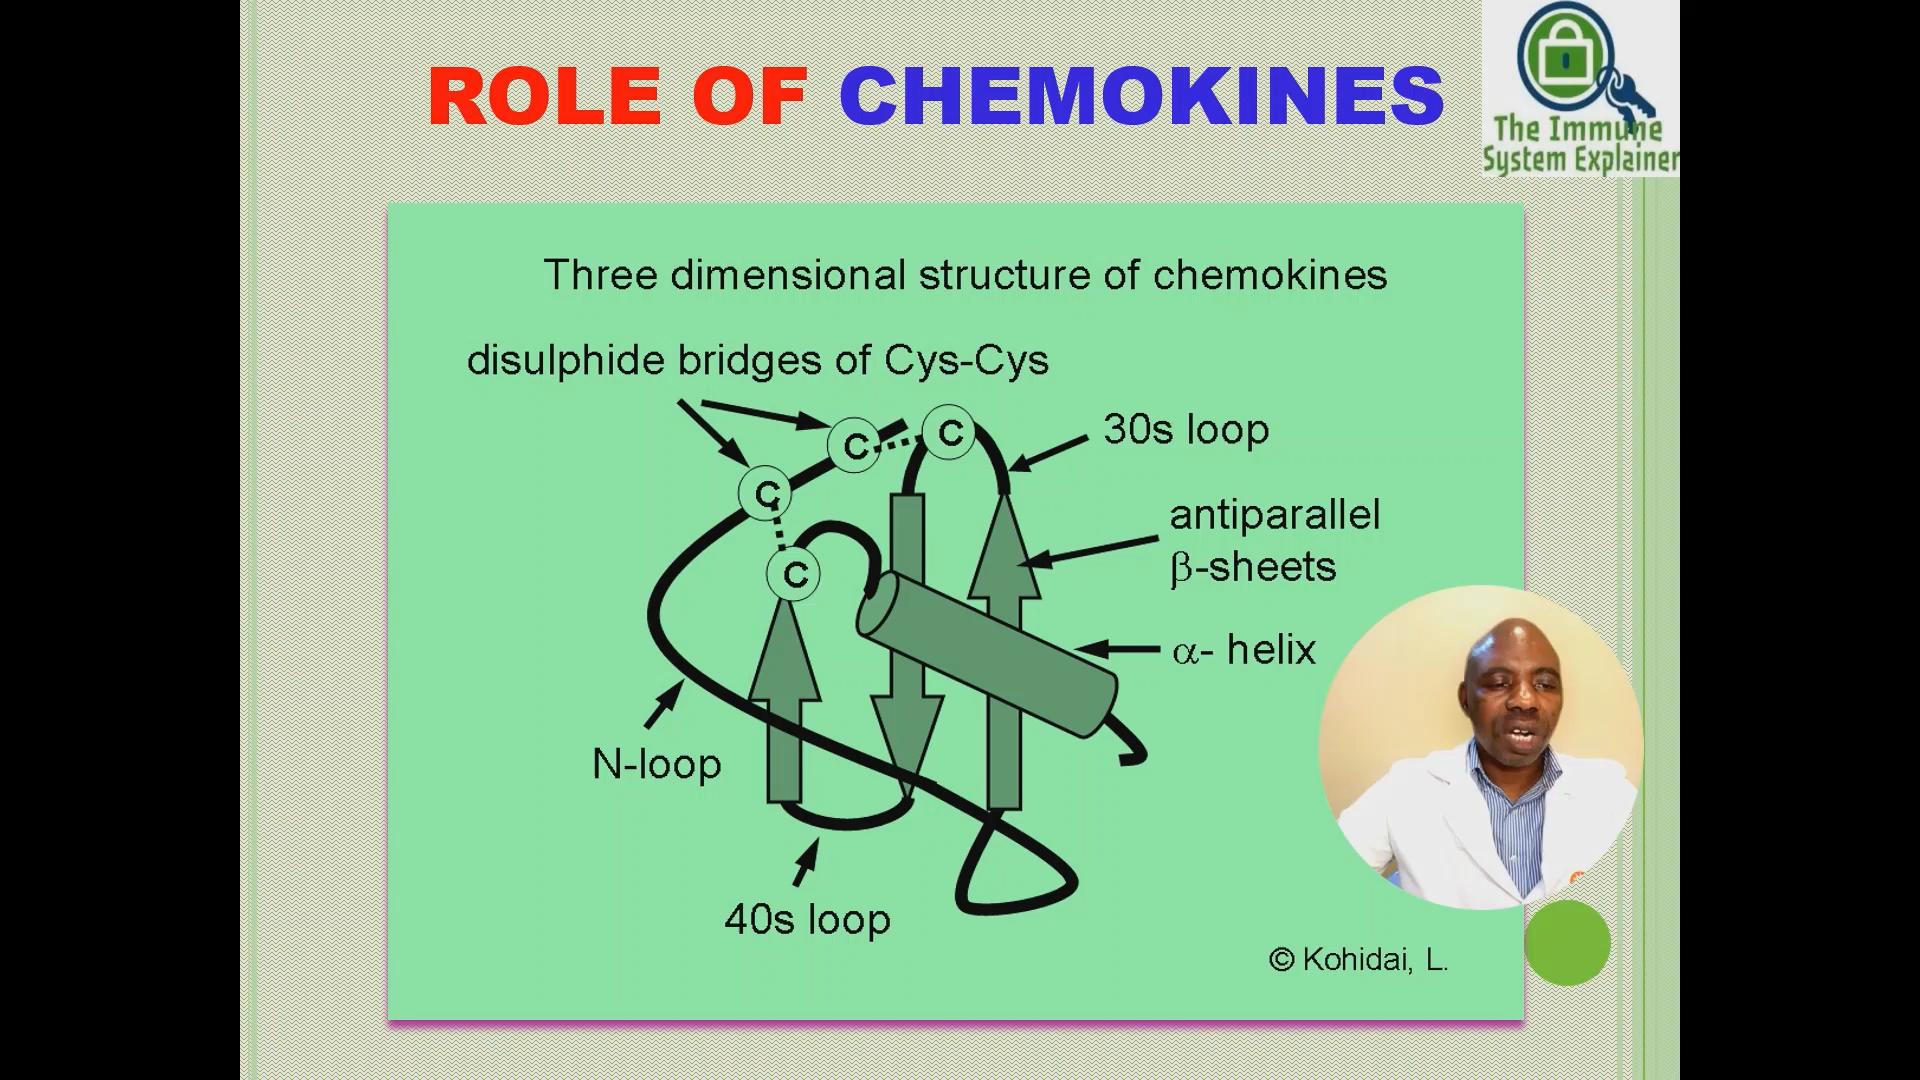 ROLE OF CHEMOKINES
The Immune
System Explainer
Three dimensional structure of chemokines
disulphide bridges of Cys-Cys
C
C
30s loop
C
antiparallel
β-sheets
C
α- helix
N-loop
40s loop
© Kohidai, L.